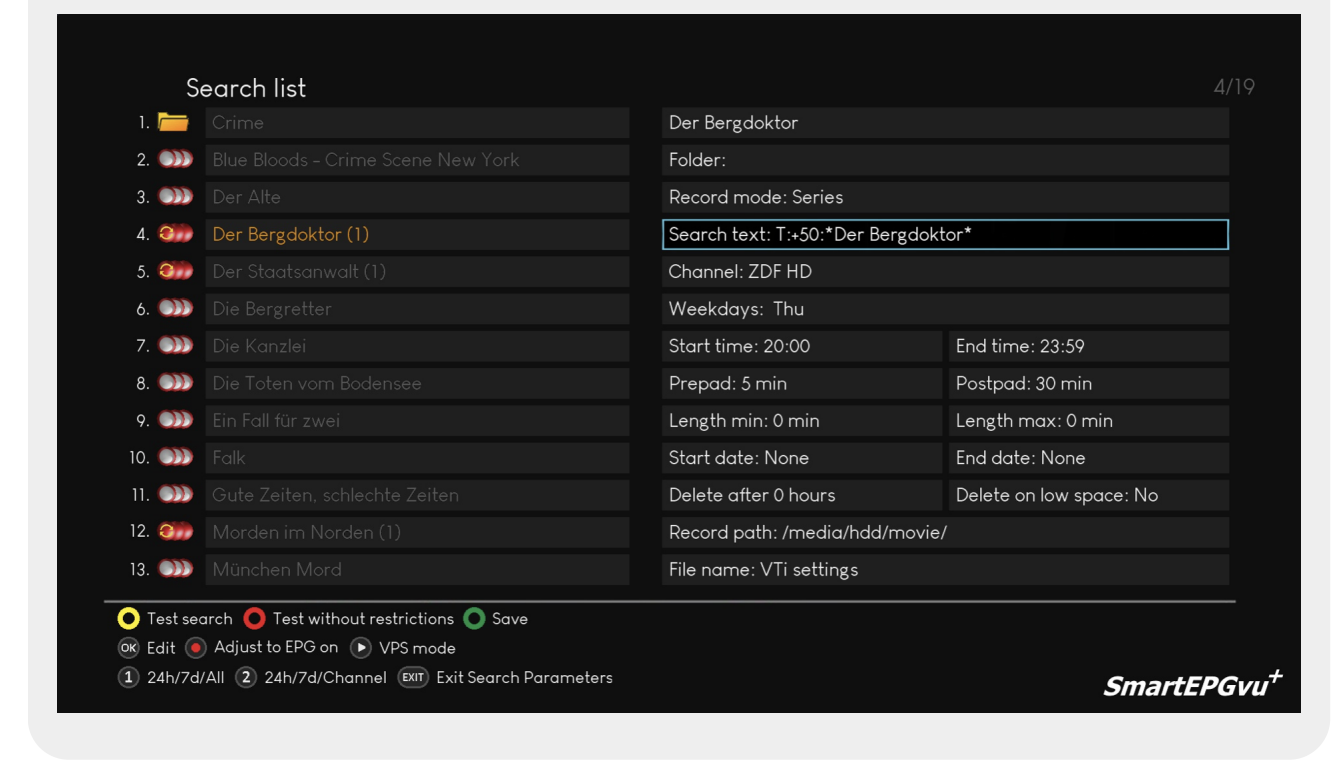 Search list 4/19
1. Crime
2. Blue Bloods - Crime Scene New York
3. Der Alte
4. Der Bergdoktor (1)
5. Der Staatsanwalt (1)
6. Die Bergretter
7. Die Kanzlei
8. Die Toten vom Bodensee
9. Ein Fall für zwei
10. Falk
11. Gute Zeiten, schlechte Zeiten
12. Morden im Norden (1)
13. München Mord
Der Bergdoktor
Folder:
Record mode: Series
Search text: T:+50:*Der Bergdoktor*
Channel: ZDF HD
Weekdays: Thu
Start time: 20:00 End time: 23:59
Prepad: 5 min Postpad: 30 min
Length min: 0 min Length max: 0 min
Start date: None End date: None
Delete after 0 hours Delete on low space: No
Record path: /media/hdd/movie/
File name: VTi settings
Test search Test without restrictions Save
OK Edit Adjust to EPG on VPS mode
1 24h/7d/All 2 24h/7d/Channel EXIT Exit Search Parameters
SmartEPGvu+